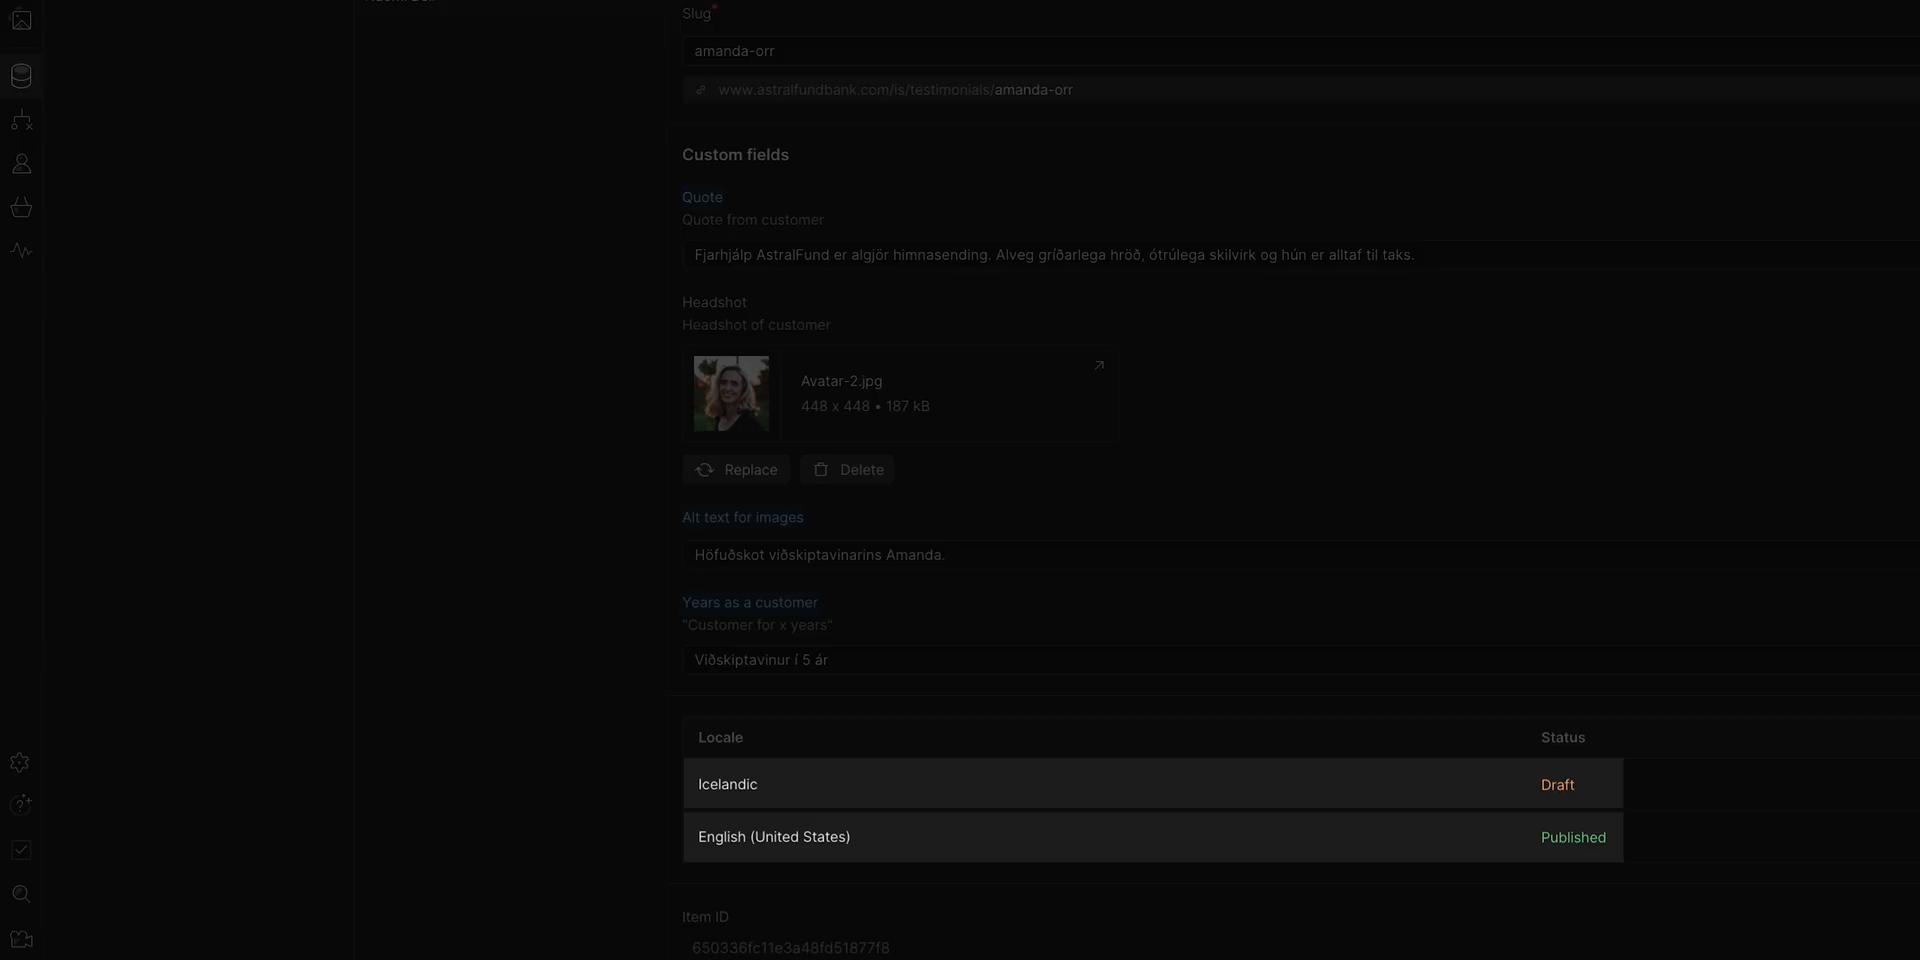 Slug*
amanda-orr
www.astralfundbank.com/is/testimonials/amanda-orr
Custom fields
Quote
Quote from customer
Fjarhjálp AstralFund er algjör himnasending. Alveg gríðarlega hröð, ótrúlega skilvirk og hún er alltaf til taks.
Headshot
Headshot of customer
Avatar-2.jpg
448 x 448 • 187 kB
Replace
Delete
Alt text for images
Höfuðskot viðskiptavinarins Amanda.
Years as a customer
"Customer for x years"
Viðskiptavinur í 5 ár
Locale Status
Icelandic Draft
English (United States) Published
Item ID
650336fc11e3a48fd51877f8